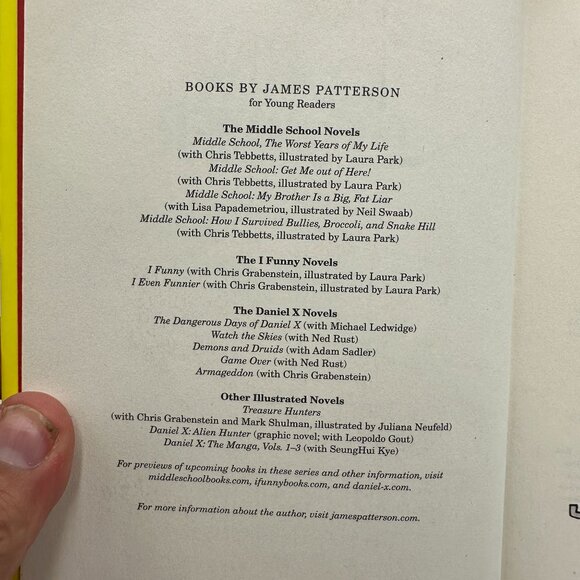 BOOKS BY JAMES PATTERSON
for Young Readers
The Middle School Novels
Middle School, The Worst Years of My Life
(with Chris Tebbetts, illustrated by Laura Park)
Middle School: Get Me out of Here!
(with Chris Tebbetts, illustrated by Laura Park)
Middle School: My Brother Is a Big, Fat Liar
(with Lisa Papademetriou, illustrated by Neil Swaab)
Middle School: How I Survived Bullies, Broccoli, and Snake Hill
(with Chris Tebbetts, illustrated by Laura Park)
The I Funny Novels
I Funny (with Chris Grabenstein, illustrated by Laura Park)
I Even Funnier (with Chris Grabenstein, illustrated by Laura Park)
The Daniel X Novels
The Dangerous Days of Daniel X (with Michael Ledwidge)
Watch the Skies (with Ned Rust)
Demons and Druids (with Adam Sadler)
Game Over (with Ned Rust)
Armageddon (with Chris Grabenstein)
Other Illustrated Novels
Treasure Hunters
(with Chris Grabenstein and Mark Shulman, illustrated by Juliana Neufeld)
Daniel X: Alien Hunter (graphic novel; with Leopoldo Gout)
Daniel X: The Manga, Vols. 1–3 (with SeungHui Kye)
For previews of upcoming books in these series and other information, visit
middleschoolbooks.com, ifunnybooks.com, and daniel-x.com.
For more information about the author, visit jamespatterson.com.